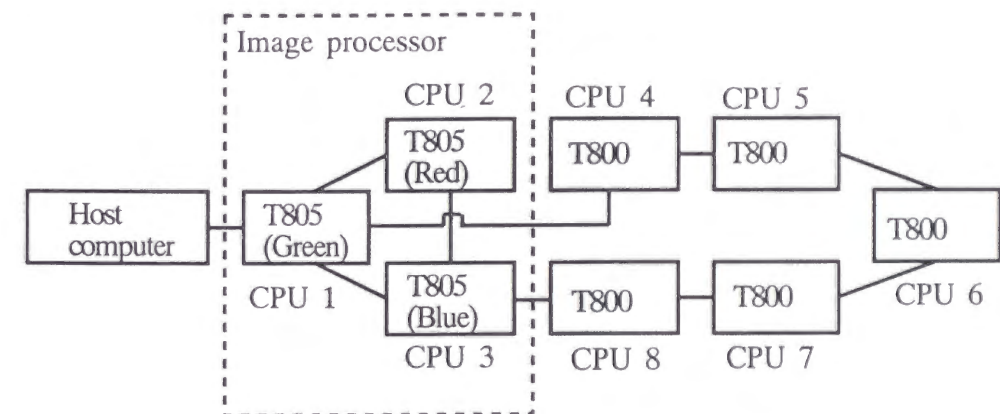 Image processor
CPU 2
CPU 4
CPU 5
T805
(Red)
T800
T800
Host
computer
T805
(Green)
T800
CPU 1
T805
(Blue)
T800
T800
CPU 6
CPU 3
CPU 8
CPU 7